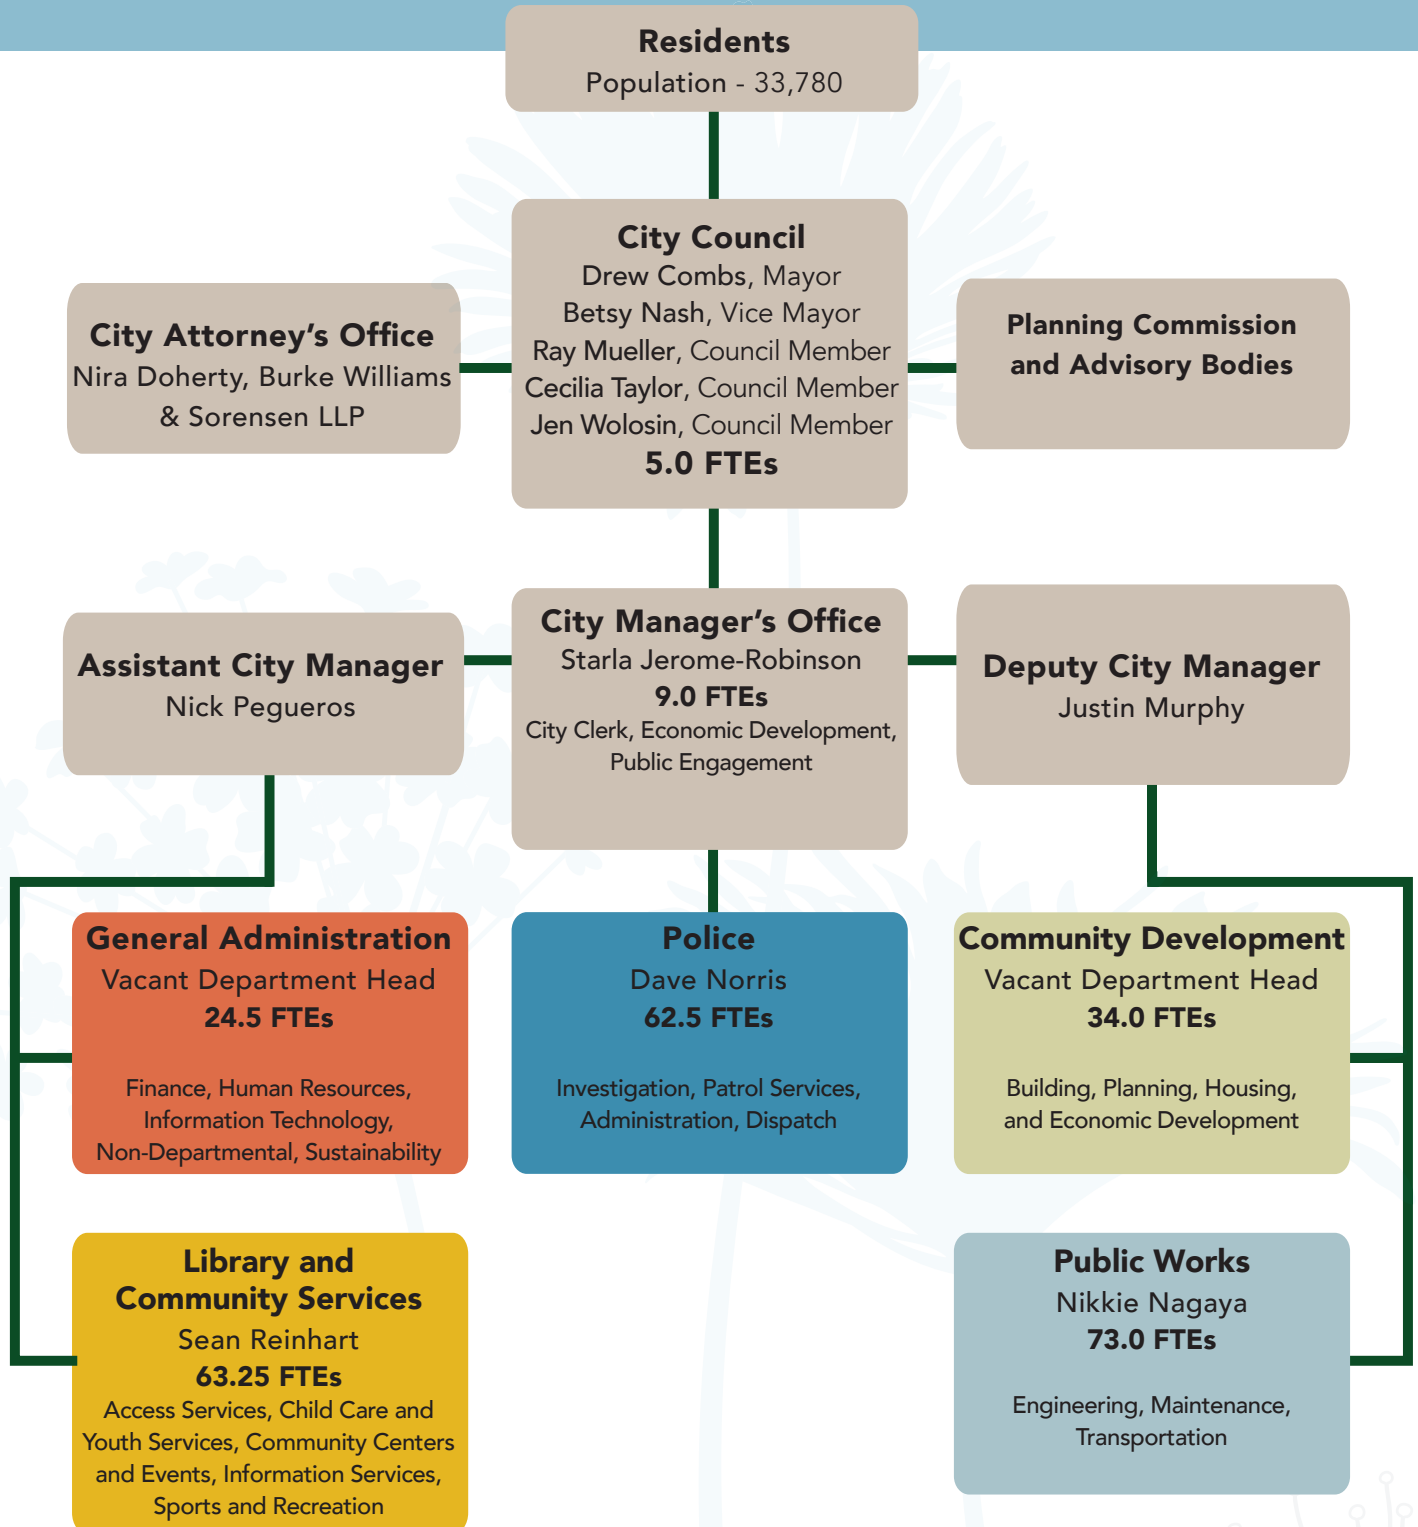 Residents
Population - 33,780
City Council
Drew Combs, Mayor
Betsy Nash, Vice Mayor
Ray Mueller, Council Member
Cecilia Taylor, Council Member
Jen Wolosin, Council Member
5.0 FTEs
City Attorney’s Office
Nira Doherty, Burke Williams
& Sorensen LLP
Planning Commission
and Advisory Bodies
Assistant City Manager
Nick Pegueros
City Manager’s Office
Starla Jerome-Robinson
9.0 FTEs
City Clerk, Economic Development,
Public Engagement
Deputy City Manager
Justin Murphy
General Administration
Vacant Department Head
24.5 FTEs
Finance, Human Resources,
Information Technology,
Non-Departmental, Sustainability
Police
Dave Norris
62.5 FTEs
Investigation, Patrol Services,
Administration, Dispatch
Community Development
Vacant Department Head
34.0 FTEs
Building, Planning, Housing,
and Economic Development
Library and
Community Services
Sean Reinhart
63.25 FTEs
Access Services, Child Care and
Youth Services, Community Centers
and Events, Information Services,
Sports and Recreation
Public Works
Nikkie Nagaya
73.0 FTEs
Engineering, Maintenance,
Transportation